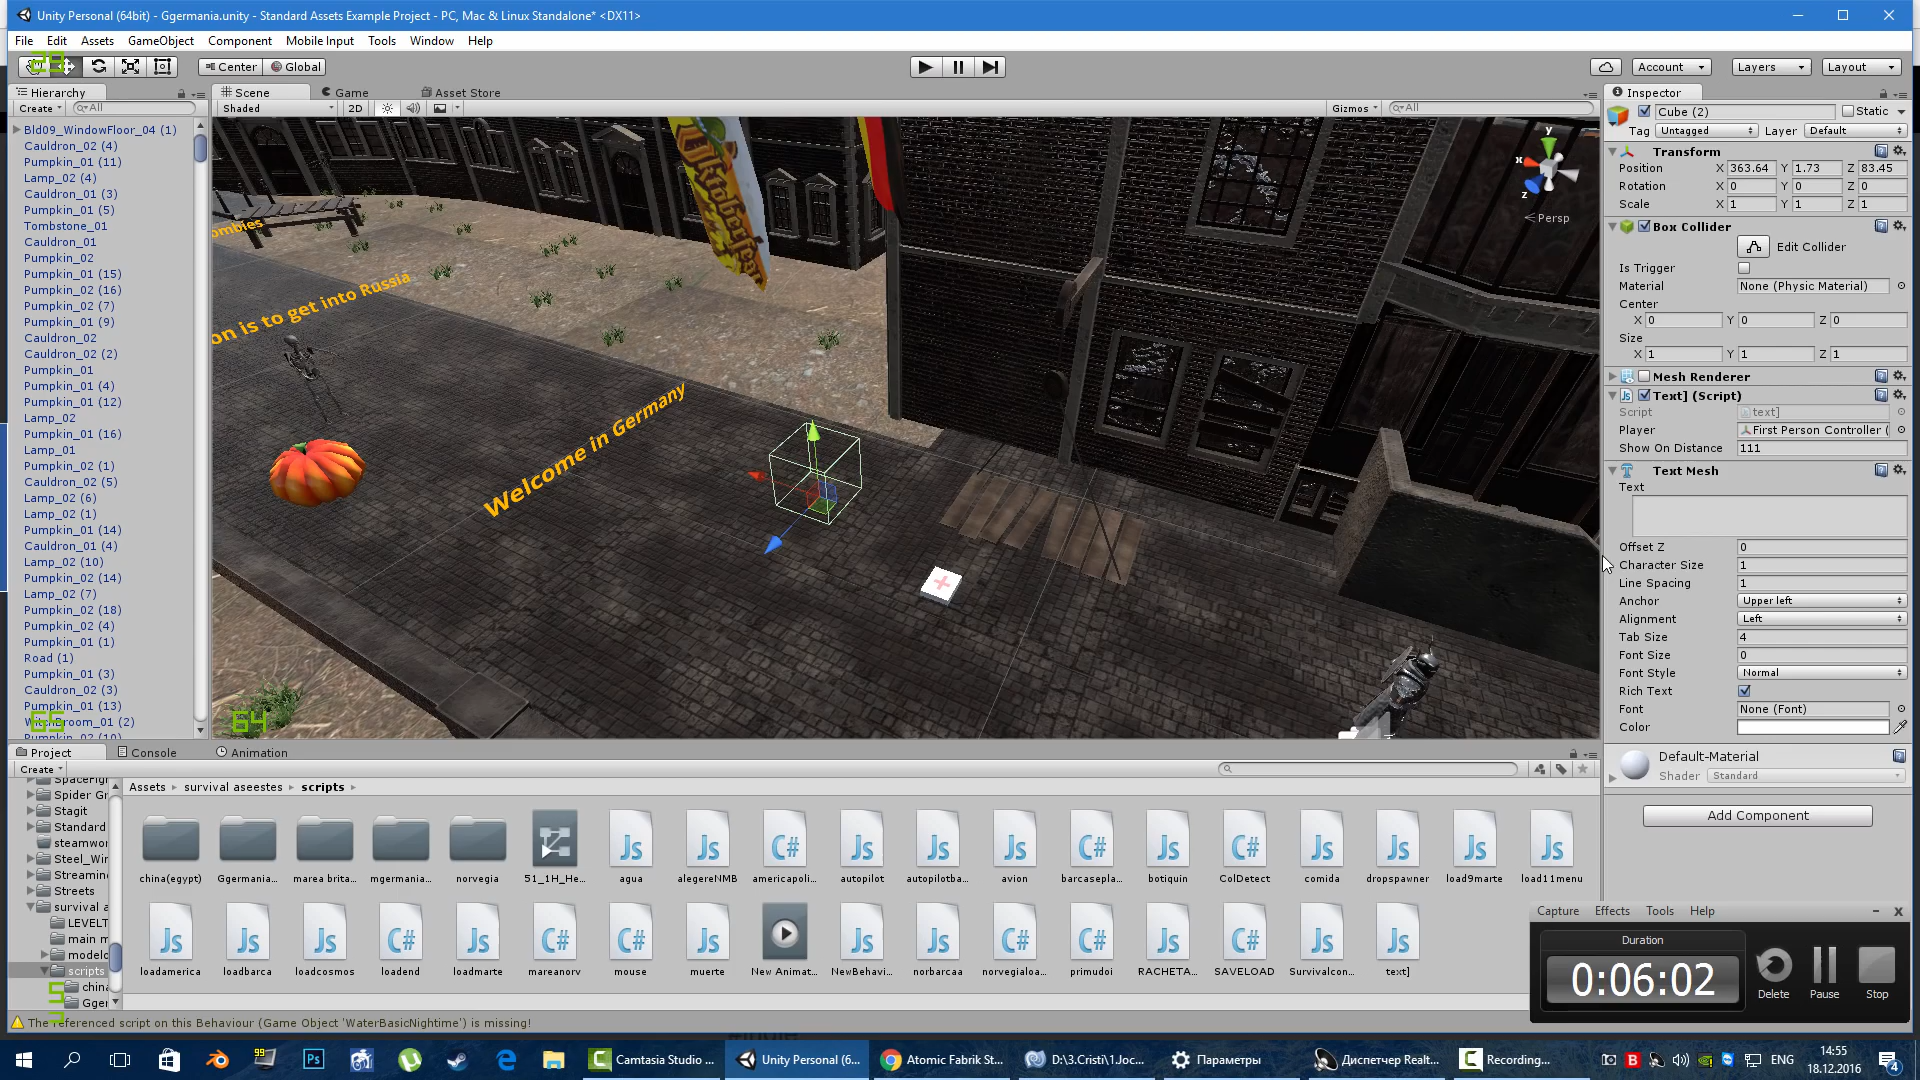 Unity Personal (64bit) - Ggermania.unity - Standard Assets Example Project - PC, Mac & Linux Standalone* <DX11>
File Edit Assets GameObject Component Mobile Input Tools Window Help
29
Center Global
Account Layers Layout
Hierarchy
Create All
Bld09_WindowFloor_04 (1)
Cauldron_02 (4)
Pumpkin_01 (11)
Lamp_02 (4)
Cauldron_01 (3)
Pumpkin_01 (5)
Tombstone_01
Cauldron_01
Pumpkin_02
Pumpkin_01 (15)
Pumpkin_02 (16)
Pumpkin_02 (7)
Pumpkin_01 (9)
Cauldron_02
Cauldron_02 (2)
Pumpkin_01
Pumpkin_01 (4)
Pumpkin_01 (12)
Lamp_02
Pumpkin_01 (16)
Lamp_01
Pumpkin_02 (1)
Cauldron_02 (5)
Lamp_02 (6)
Lamp_02 (1)
Pumpkin_01 (14)
Cauldron_01 (4)
Lamp_02 (10)
Pumpkin_02 (14)
Lamp_02 (7)
Pumpkin_02 (18)
Pumpkin_02 (4)
Pumpkin_01 (1)
Road (1)
Pumpkin_01 (3)
Cauldron_02 (3)
Pumpkin_01 (13)
65
Scene Game Asset Store
Shaded 2D Gizmos All
ombies
on is to get into Russia
Welcome in Germany
Oktoberfest
y
x
z
Persp
64
Inspector
Cube (2) Static
Tag Untagged Layer Default
Transform
Position X 363.64 Y 1.73 Z 83.45
Rotation X 0 Y 0 Z 0
Scale X 1 Y 1 Z 1
Box Collider
Edit Collider
Is Trigger
Material None (Physic Material)
Center
X 0 Y 0 Z 0
Size
X 1 Y 1 Z 1
Mesh Renderer
Text] (Script)
Script text]
Player First Person Controller (
Show On Distance 111
Text Mesh
Text
Offset Z 0
Character Size 1
Line Spacing 1
Anchor Upper left
Alignment Left
Tab Size 4
Font Size 0
Font Style Normal
Rich Text
Font None (Font)
Color
Default-Material
Shader Standard
Add Component
Project Console Animation
Create
Spider Gr
Stagit
Standard
steamwor
Steel_Wir
Streamin
Streets
survival a
LEVELT
main m
modelo
scripts
china
Gger
Assets survival aseestes scripts
china(egypt) Ggermania... marea brita... mgermania... norvegia 51_1H_He... agua alegereNMB americapoli... autopilot autopilotba... avion barcasepla... botiquin ColDetect comida dropspawner load9marte load11menu
loadamerica loadbarca loadcosmos loadend loadmarte mareanorv mouse muerte New Animat... NewBehavi... norbarcaa norvegialoa... primudoi RACHETA... SAVELOAD Survivalcon... text]
The referenced script on this Behaviour (Game Object 'WaterBasicNightime') is missing!
Capture Effects Tools Help
Duration
0:06:02
Delete Pause Stop
Camtasia Studio ... Unity Personal (6... Atomic Fabrik St... D:\3.Cristi\1.Joc... Параметры Диспетчер Realt... Recording...
ENG
14:55
18.12.2016
4